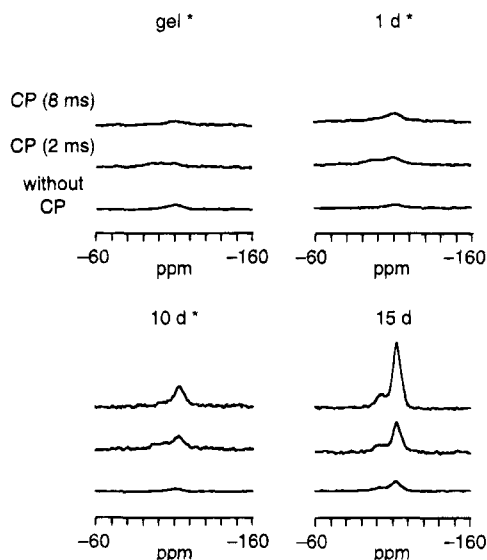 gel * 1 d *
CP (8 ms)
CP (2 ms)
without
CP
−60 −160 −60 −160
ppm ppm
10 d * 15 d
−60 −160 −60 −160
ppm ppm